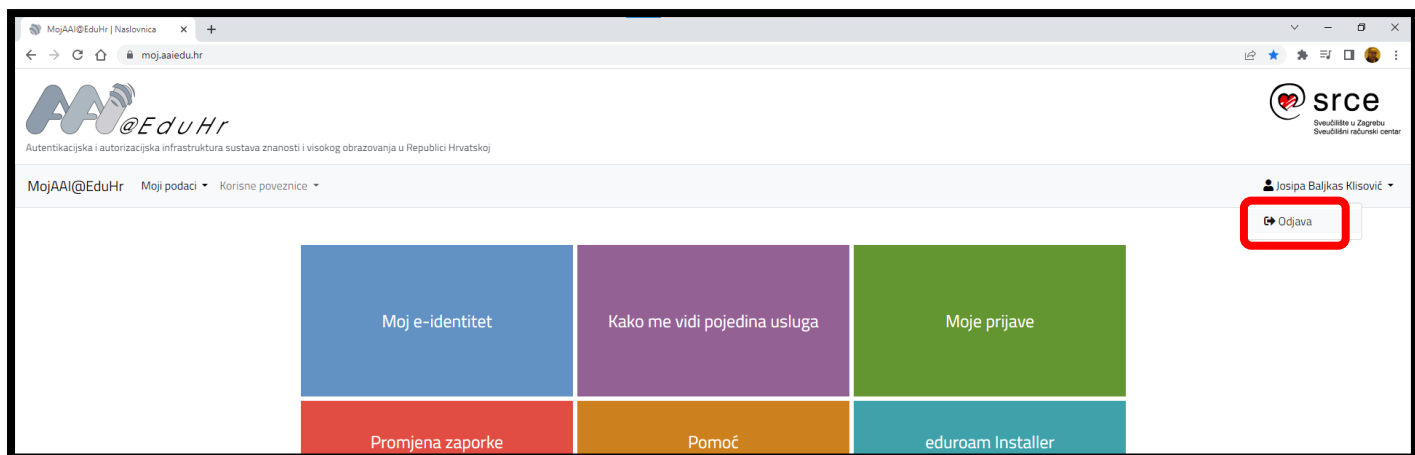 MojAAI@EduHr | Naslovnica
moj.aaiedu.hr
AAI@EduHr
Autentikacijska i autorizacijska infrastruktura sustava znanosti i visokog obrazovanja u Republici Hrvatskoj
srce
Sveučilište u Zagrebu
Sveučilišni računski centar
MojAAI@EduHr Moji podaci Korisne poveznice Josipa Baljkas Klisović
Odjava
Moj e-identitet Kako me vidi pojedina usluga Moje prijave
Promjena zaporke Pomoć eduroam Installer